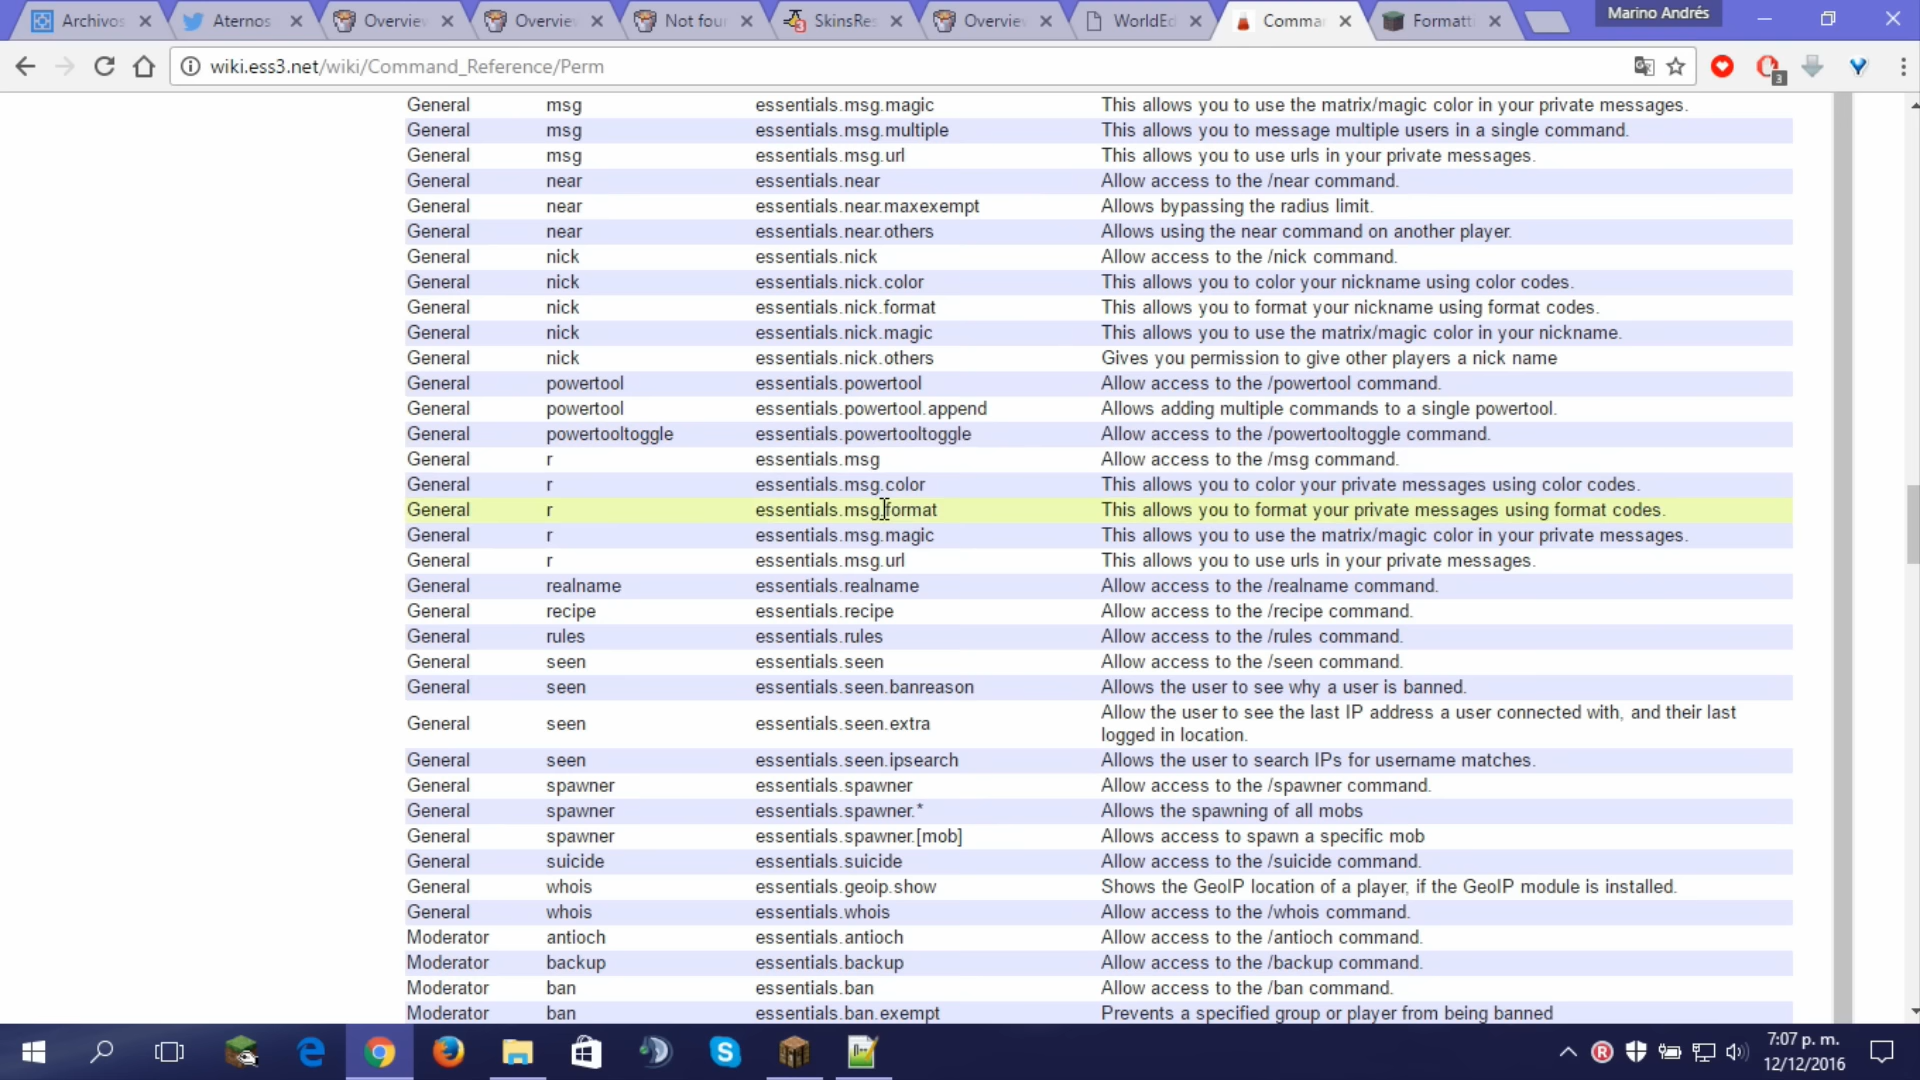 Archivos
Aternos
Overvie
Overvie
Not fou
SkinsRes
Overvie
WorldEd
Comma
Formatti
Marino Andrés
wiki.ess3.net/wiki/Command_Reference/Perm
3
General msg essentials.msg.magic This allows you to use the matrix/magic color in your private messages.
General msg essentials.msg.multiple This allows you to message multiple users in a single command.
General msg essentials.msg.url This allows you to use urls in your private messages.
General near essentials.near Allow access to the /near command.
General near essentials.near.maxexempt Allows bypassing the radius limit.
General near essentials.near.others Allows using the near command on another player.
General nick essentials.nick Allow access to the /nick command.
General nick essentials.nick.color This allows you to color your nickname using color codes.
General nick essentials.nick.format This allows you to format your nickname using format codes.
General nick essentials.nick.magic This allows you to use the matrix/magic color in your nickname.
General nick essentials.nick.others Gives you permission to give other players a nick name
General powertool essentials.powertool Allow access to the /powertool command.
General powertool essentials.powertool.append Allows adding multiple commands to a single powertool.
General powertooltoggle essentials.powertooltoggle Allow access to the /powertooltoggle command.
General r essentials.msg Allow access to the /msg command.
General r essentials.msg.color This allows you to color your private messages using color codes.
General r essentials.msg.format This allows you to format your private messages using format codes.
General r essentials.msg.magic This allows you to use the matrix/magic color in your private messages.
General r essentials.msg.url This allows you to use urls in your private messages.
General realname essentials.realname Allow access to the /realname command.
General recipe essentials.recipe Allow access to the /recipe command.
General rules essentials.rules Allow access to the /rules command.
General seen essentials.seen Allow access to the /seen command.
General seen essentials.seen.banreason Allows the user to see why a user is banned.
General seen essentials.seen.extra Allow the user to see the last IP address a user connected with, and their last
logged in location.
General seen essentials.seen.ipsearch Allows the user to search IPs for username matches.
General spawner essentials.spawner Allow access to the /spawner command.
General spawner essentials.spawner.* Allows the spawning of all mobs
General spawner essentials.spawner.[mob] Allows access to spawn a specific mob
General suicide essentials.suicide Allow access to the /suicide command.
General whois essentials.geoip.show Shows the GeoIP location of a player, if the GeoIP module is installed.
General whois essentials.whois Allow access to the /whois command.
Moderator antioch essentials.antioch Allow access to the /antioch command.
Moderator backup essentials.backup Allow access to the /backup command.
Moderator ban essentials.ban Allow access to the /ban command.
Moderator ban essentials.ban.exempt Prevents a specified group or player from being banned
7:07 p. m.
12/12/2016